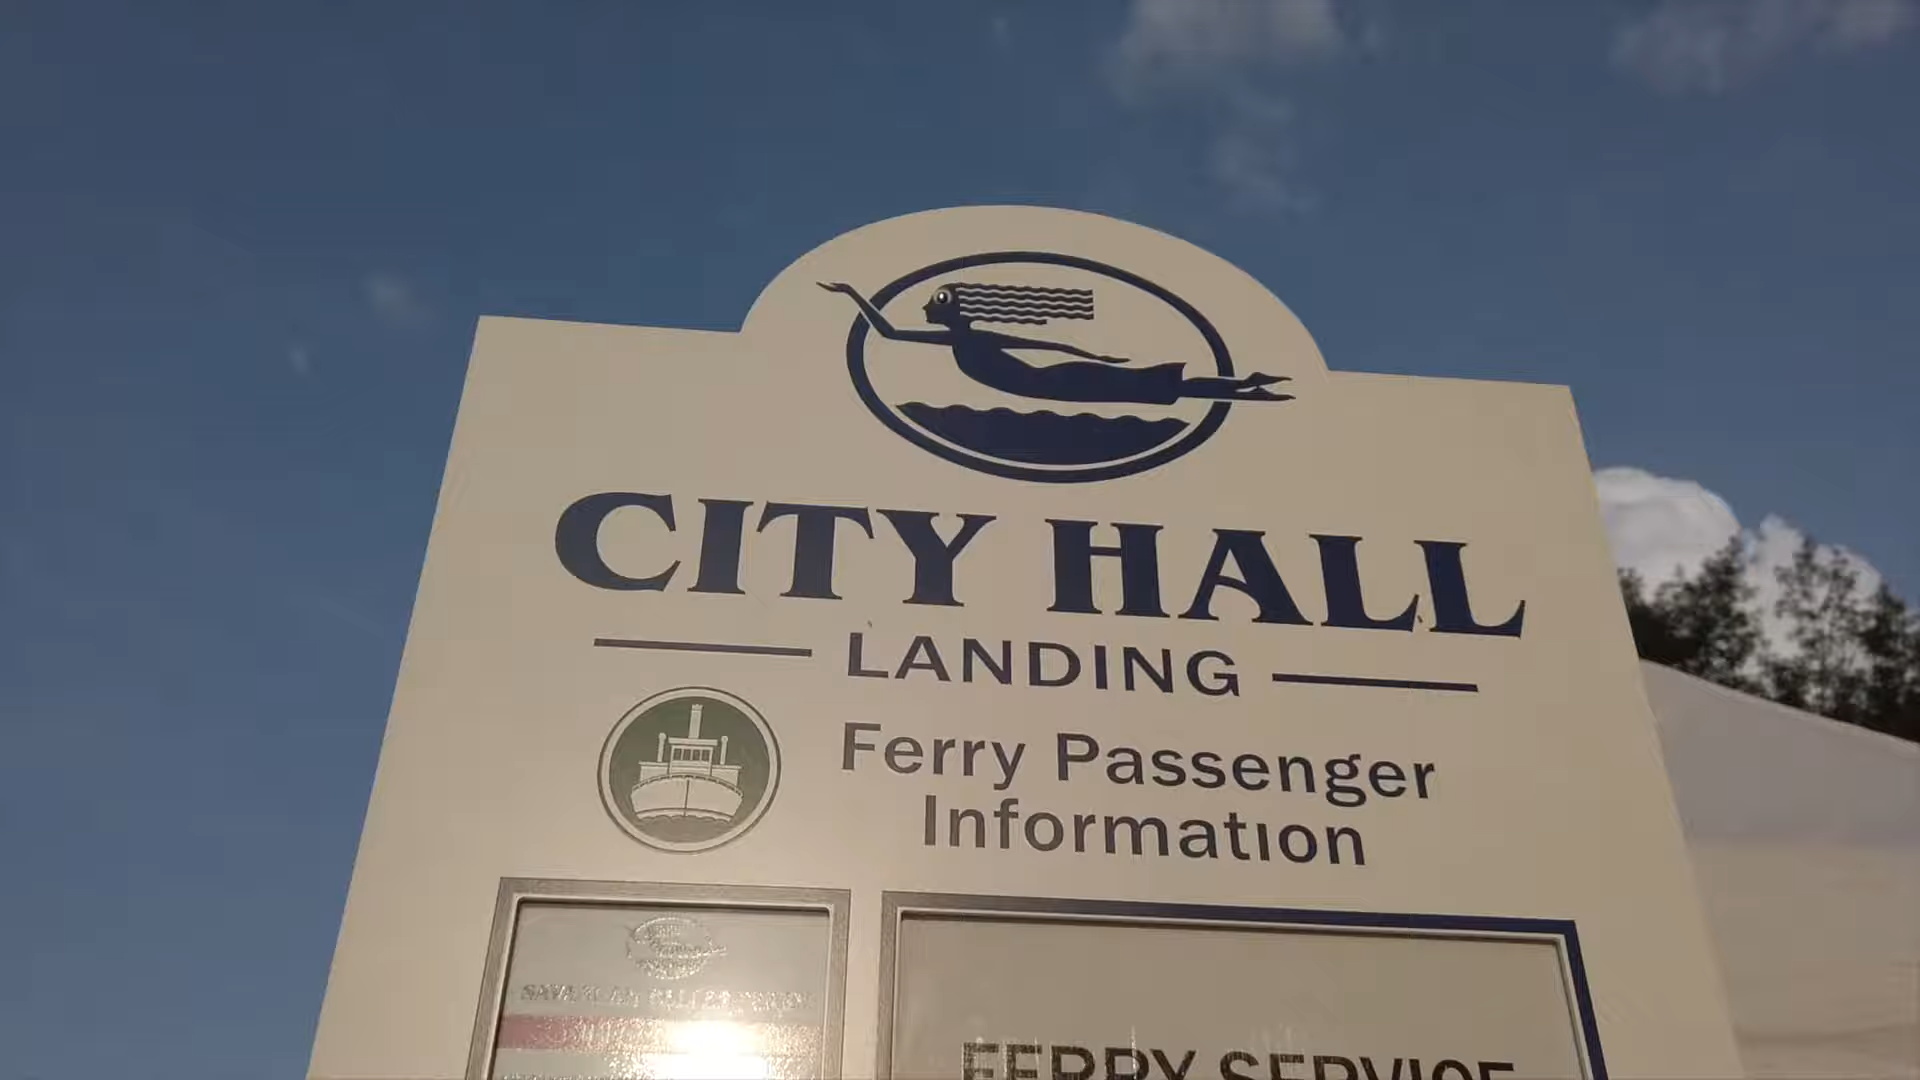 CITY HALL
LANDING
Ferry Passenger
Information
FERRY SERVICE